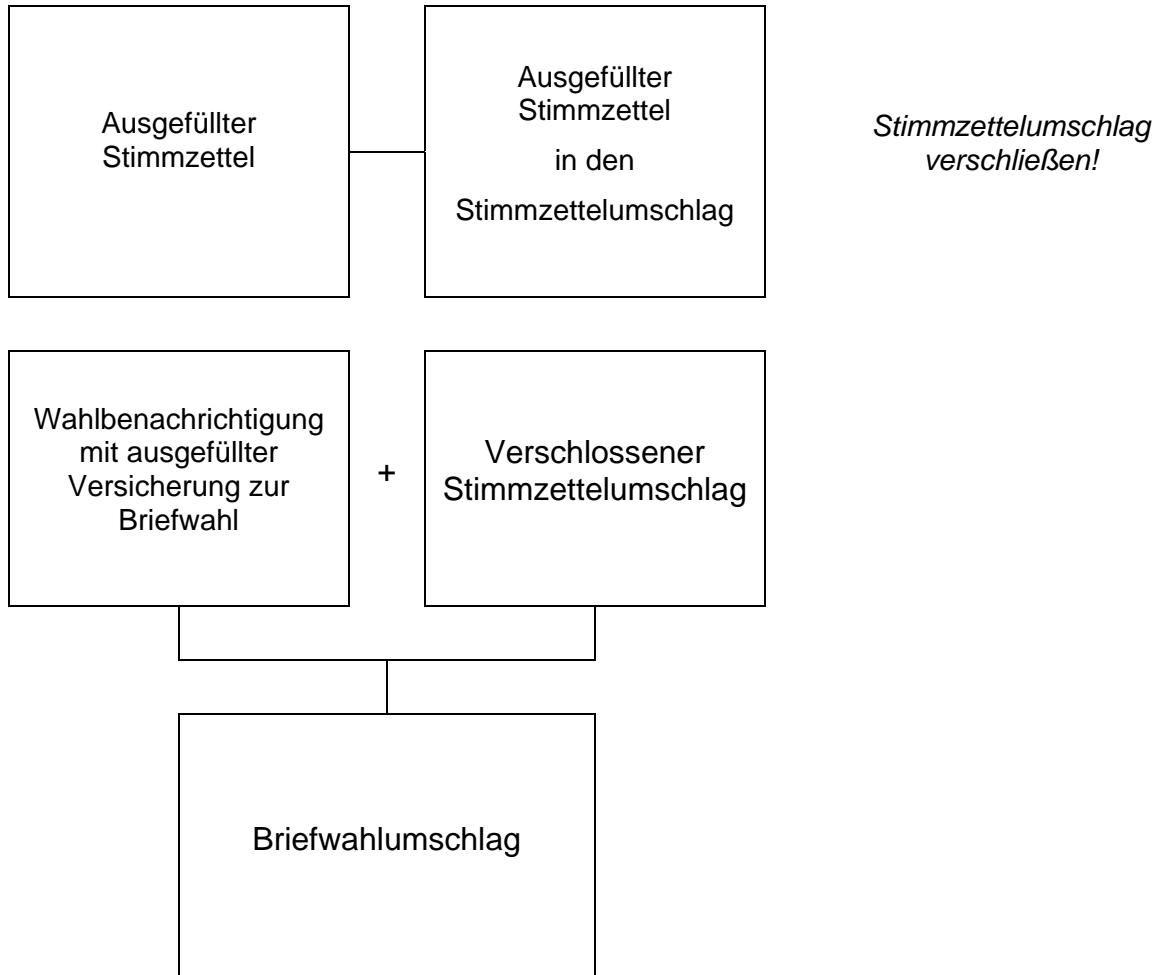 Ausgefüllter
Stimmzettel
Ausgefüllter
Stimmzettel
in den
Stimmzettelumschlag
Stimmzettelumschlag
verschließen!
Wahlbenachrichtigung
mit ausgefüllter
Versicherung zur
Briefwahl
+
Verschlossener
Stimmzettelumschlag
Briefwahlumschlag